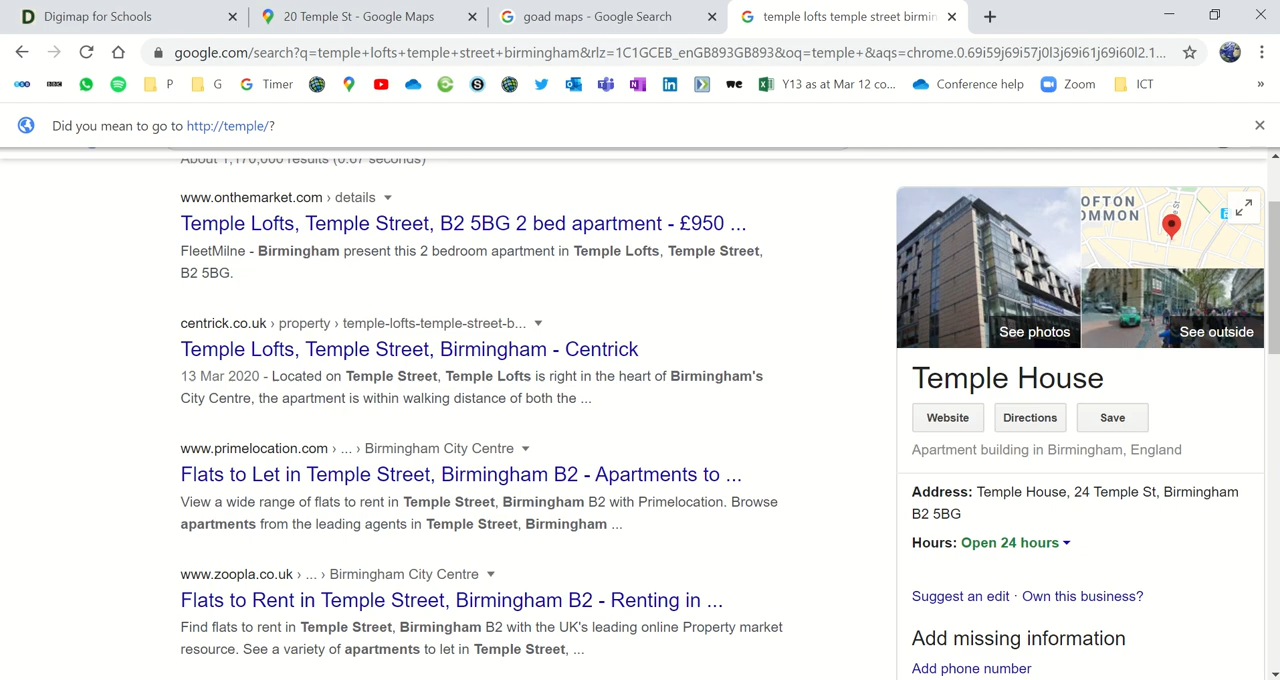 Digimap for Schools
20 Temple St - Google Maps
goad maps - Google Search
temple lofts temple street birmin
google.com/search?q=temple+lofts+temple+street+birmingham&rlz=1C1GCEB_enGB893GB893&oq=temple+&aqs=chrome.0.69i59j69i57j0l3j69i61j69i60l2.1...
P
G
Timer
Y13 as at Mar 12 co...
Conference help
Zoom
ICT
»
Did you mean to go to http://temple/?
About 1,170,000 results (0.67 seconds)
www.onthemarket.com › details
Temple Lofts, Temple Street, B2 5BG 2 bed apartment - £950 ...
FleetMilne - Birmingham present this 2 bedroom apartment in Temple Lofts, Temple Street,
B2 5BG.
centrick.co.uk › property › temple-lofts-temple-street-b...
Temple Lofts, Temple Street, Birmingham - Centrick
13 Mar 2020 - Located on Temple Street, Temple Lofts is right in the heart of Birmingham's
City Centre, the apartment is within walking distance of both the ...
www.primelocation.com › ... › Birmingham City Centre
Flats to Let in Temple Street, Birmingham B2 - Apartments to ...
View a wide range of flats to rent in Temple Street, Birmingham B2 with Primelocation. Browse
apartments from the leading agents in Temple Street, Birmingham ...
www.zoopla.co.uk › ... › Birmingham City Centre
Flats to Rent in Temple Street, Birmingham B2 - Renting in ...
Find flats to rent in Temple Street, Birmingham B2 with the UK's leading online Property market
resource. See a variety of apartments to let in Temple Street, ...
OFTON
OMMON
See photos
See outside
Temple House
Website
Directions
Save
Apartment building in Birmingham, England
Address: Temple House, 24 Temple St, Birmingham
B2 5BG
Hours: Open 24 hours
Suggest an edit · Own this business?
Add missing information
Add phone number